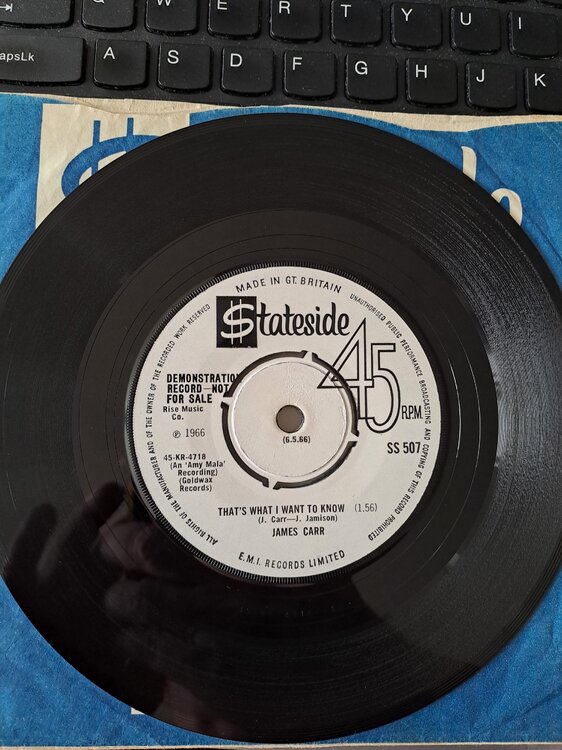 Q W E R T Y U I
apsLk A S D F G H J K
MADE IN GT. BRITAIN
$tateside
45
R.P.M.
DEMONSTRATION
RECORD—NOT
FOR SALE
Rise Music
Co.
℗ 1966
(6.5.66)
SS 507
45-KR-4718
(An 'Amy Mala'
Recording)
(Goldwax
Records)
THAT'S WHAT I WANT TO KNOW (1.56)
(J. Carr—J. Jamison)
JAMES CARR
E.M.I. RECORDS LIMITED
ALL RIGHTS OF THE MANUFACTURER AND OF THE OWNER OF THE RECORDED WORK RESERVED
UNAUTHORISED PUBLIC PERFORMANCE BROADCASTING AND COPYING OF THIS RECORD PROHIBITED